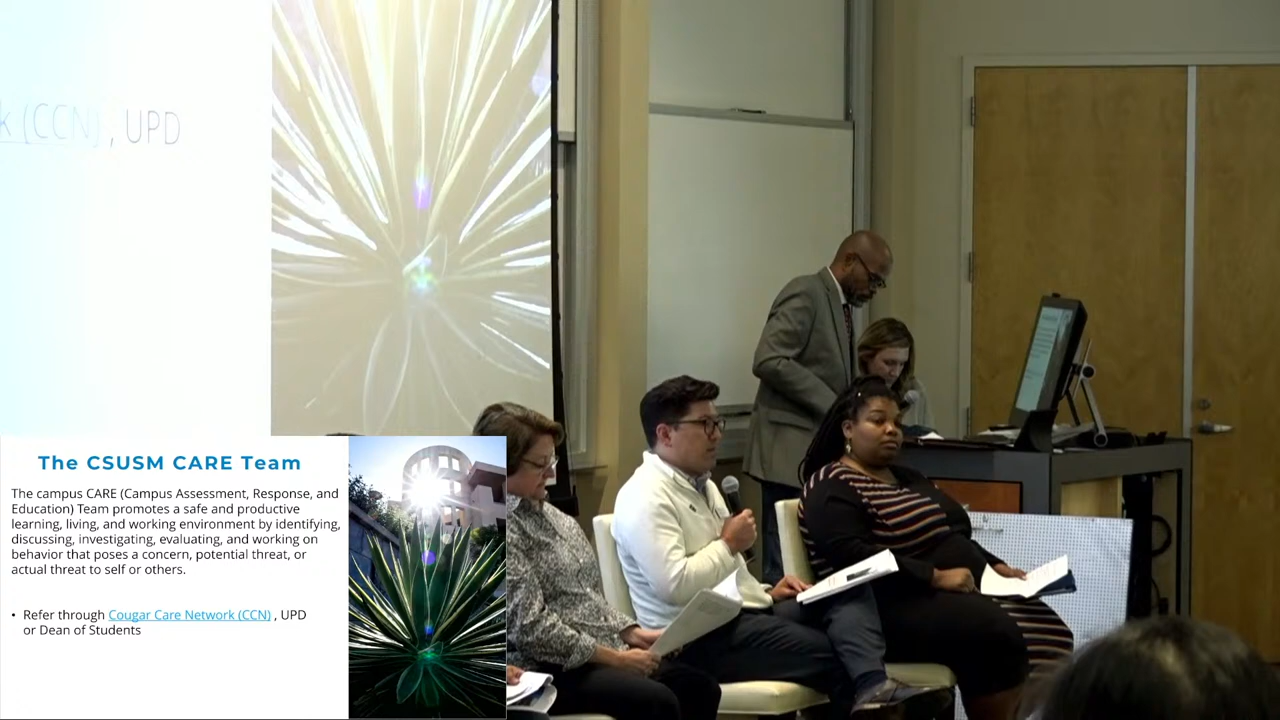 k (CCN) , UPD
The CSUSM CARE Team
The campus CARE (Campus Assessment, Response, and
Education) Team promotes a safe and productive
learning, living, and working environment by identifying,
discussing, investigating, evaluating, and working on
behavior that poses a concern, potential threat, or
actual threat to self or others.
• Refer through Cougar Care Network (CCN) , UPD
or Dean of Students